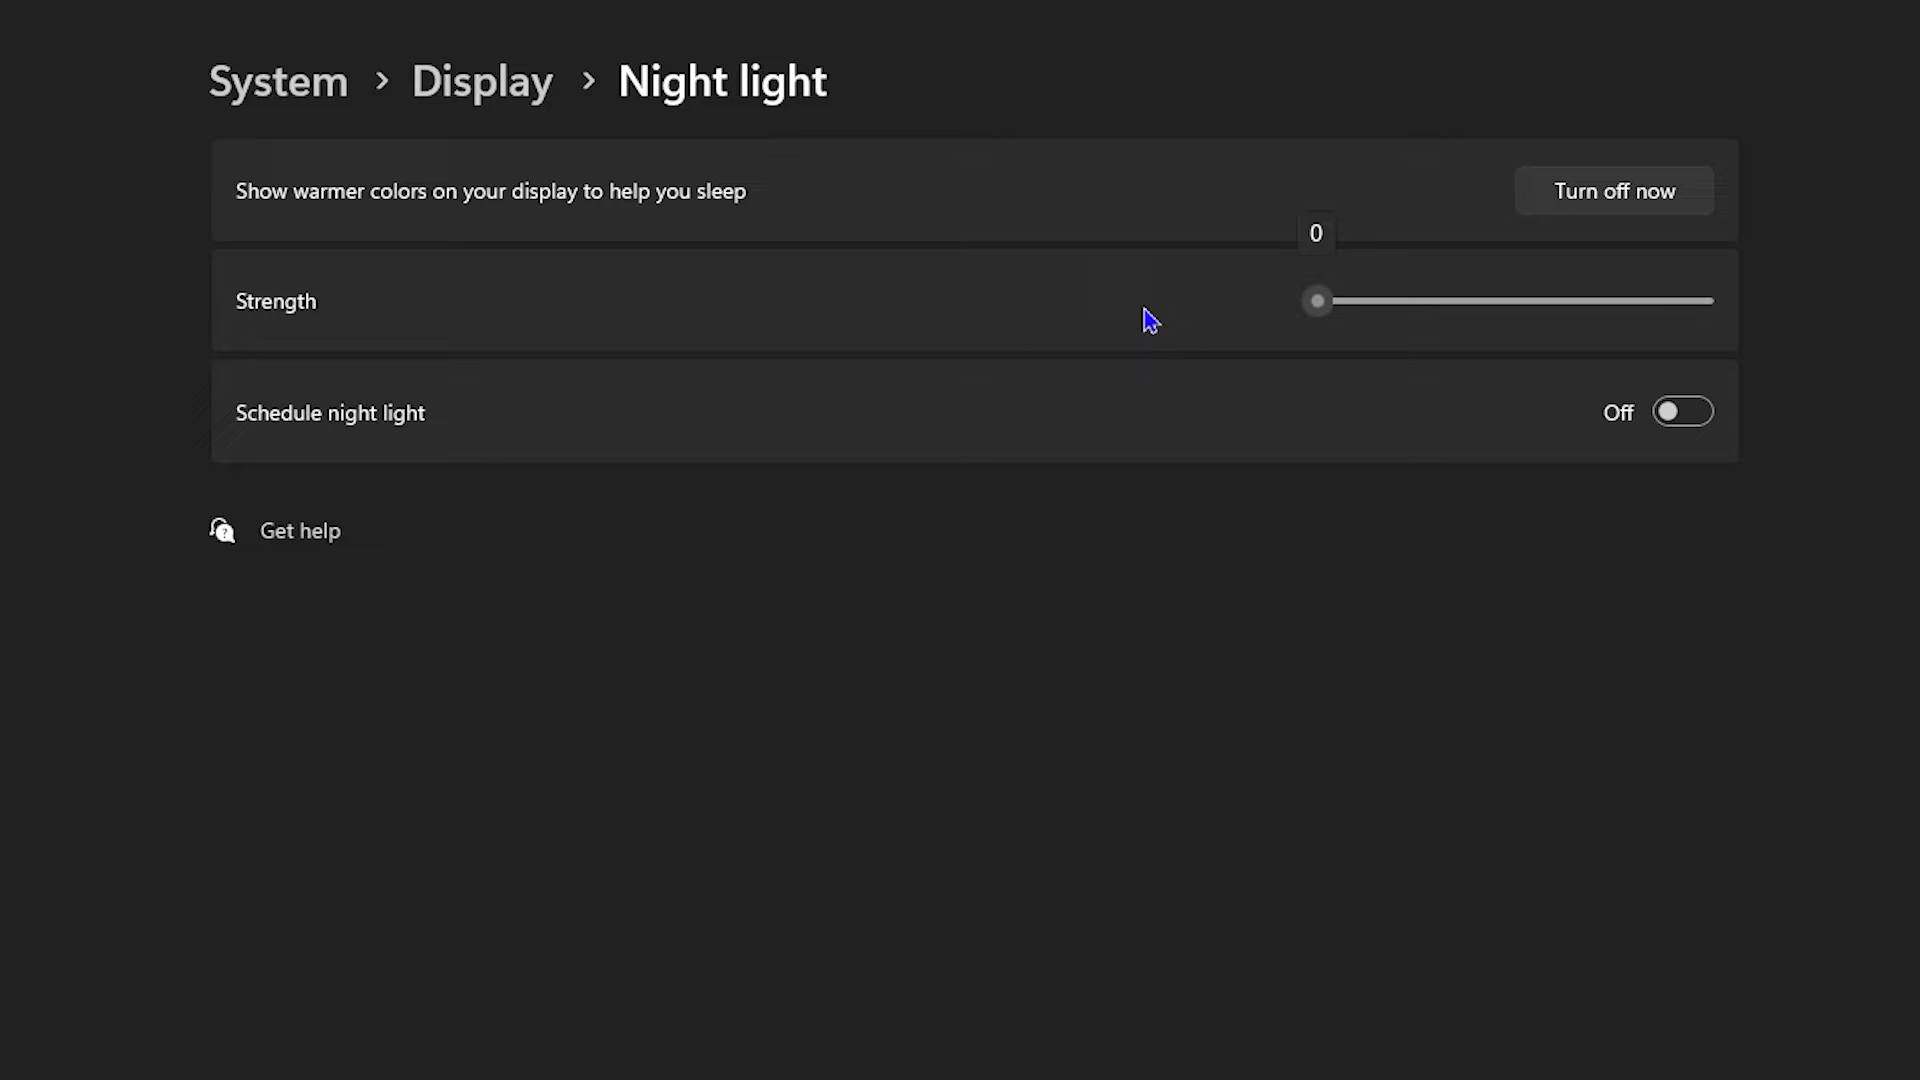 System > Display > Night light
Show warmer colors on your display to help you sleep
Turn off now
0
Strength
Schedule night light
Off
Get help